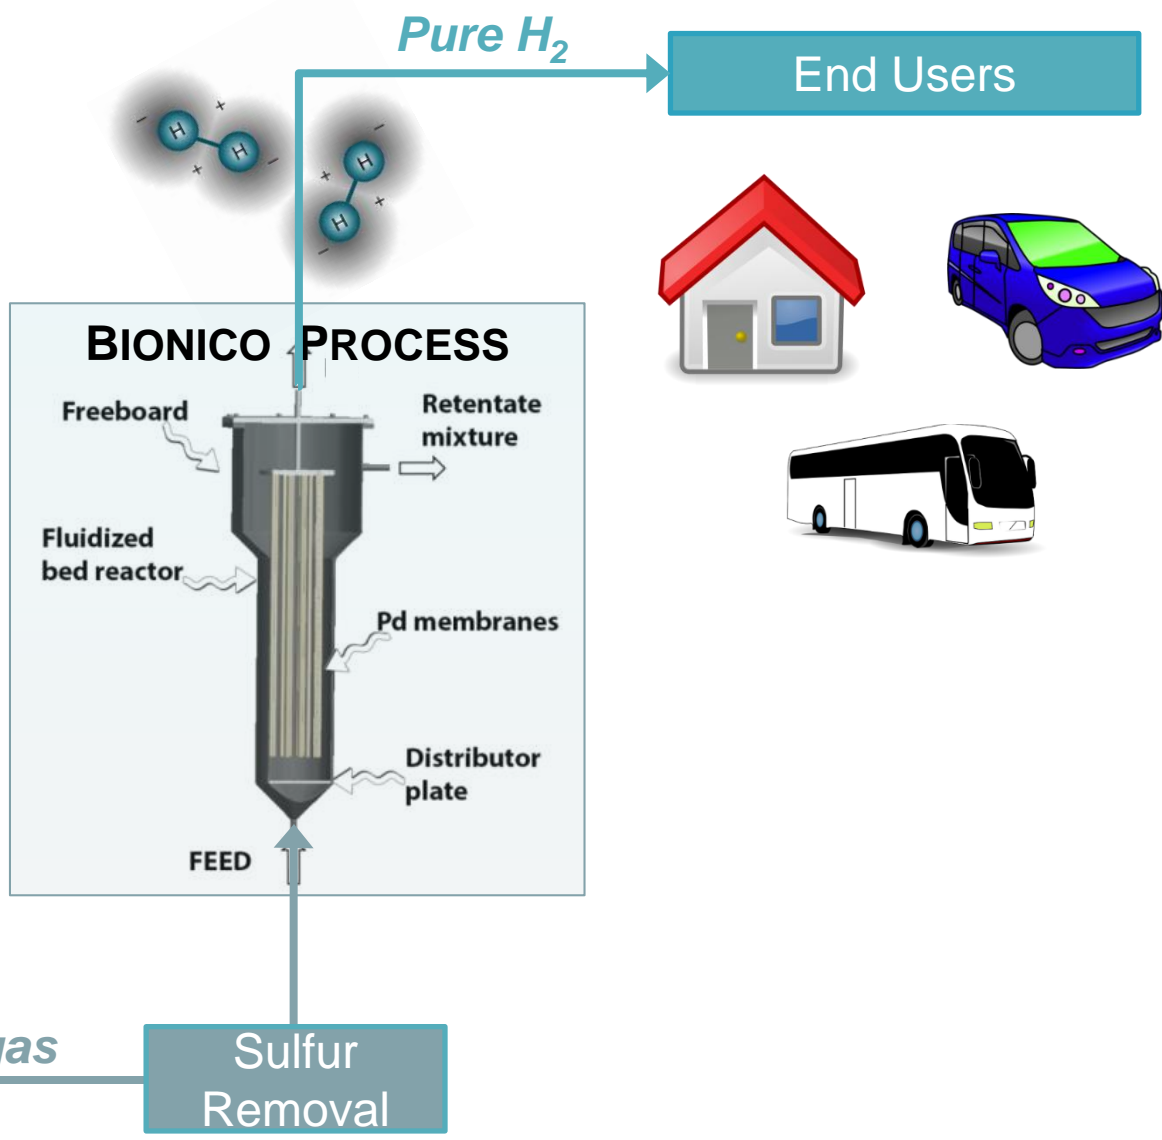 Pure H₂
End Users
H
H
H
H
BIONICO PROCESS
Freeboard
Retentate
mixture
Fluidized
bed reactor
Pd membranes
Distributor
plate
FEED
Sulfur
Removal